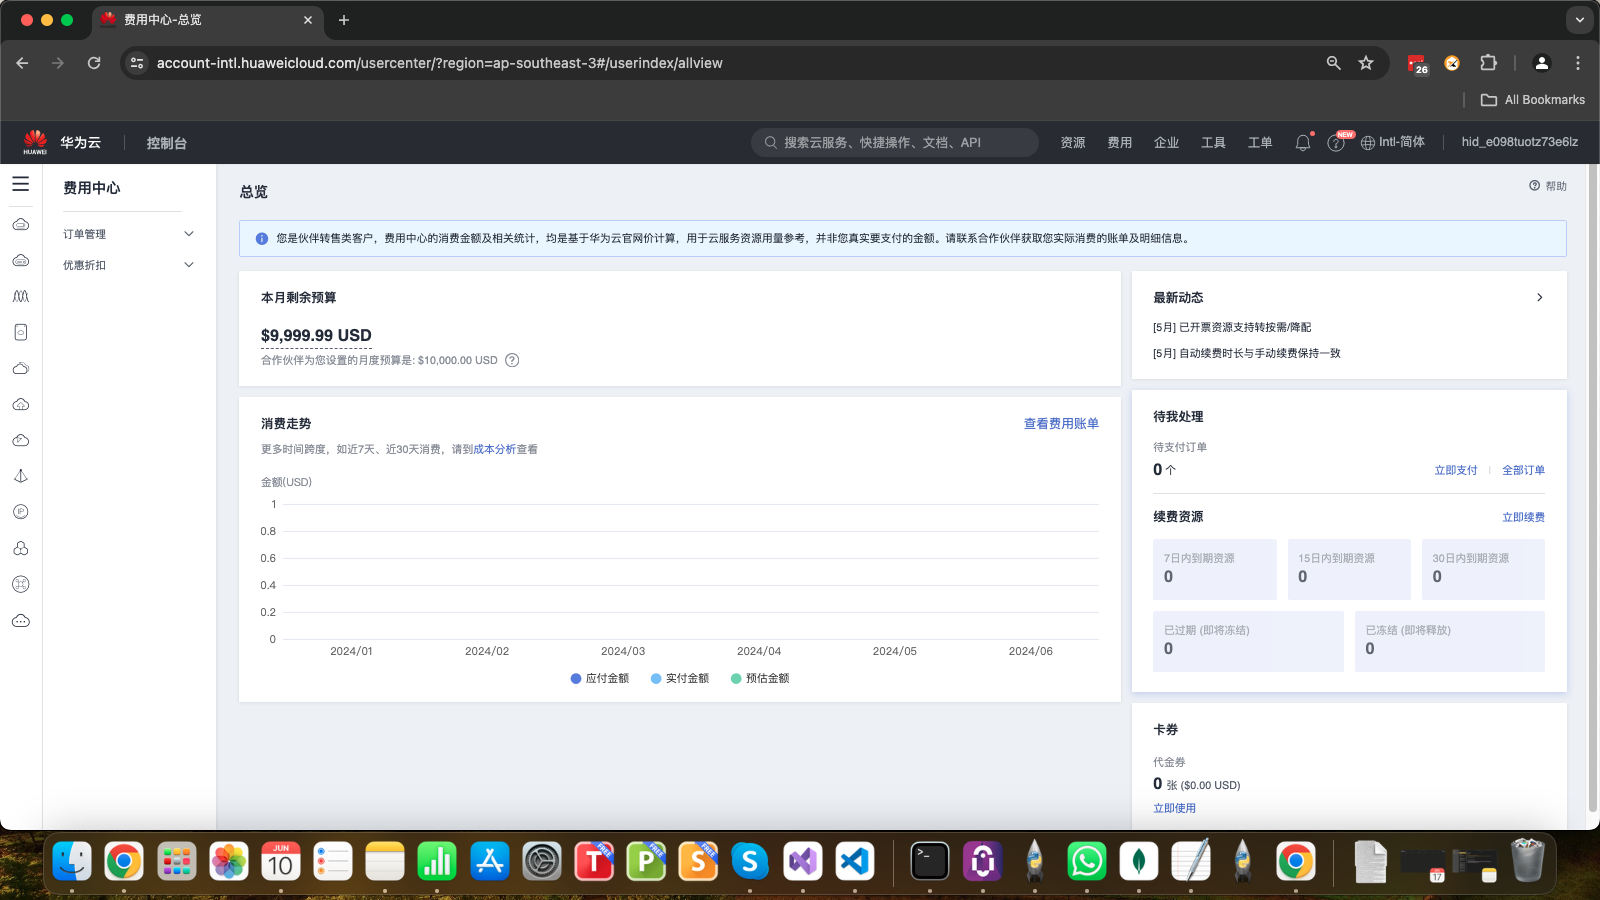 费用中心-总览
account-intl.huaweicloud.com/usercenter/?region=ap-southeast-3#/userindex/allview
26
All Bookmarks
HUAWEI
华为云
控制台
搜索云服务、快捷操作、文档、API
资源
费用
企业
工具
工单
NEW
Intl-简体
hid_e098tuotz73e6lz
费用中心
订单管理
优惠折扣
IP
总览
帮助
您是伙伴转售类客户，费用中心的消费金额及相关统计，均是基于华为云官网价计算，用于云服务资源用量参考，并非您真实要支付的金额。请联系合作伙伴获取您实际消费的账单及明细信息。
本月剩余预算
$9,999.99 USD
合作伙伴为您设置的月度预算是: $10,000.00 USD
消费走势
查看费用账单
更多时间跨度，如近7天、近30天消费，请到成本分析查看
金额(USD)
1
0.8
0.6
0.4
0.2
0
2024/01
2024/02
2024/03
2024/04
2024/05
2024/06
应付金额
实付金额
预估金额
最新动态
[5月] 已开票资源支持转按需/降配
[5月] 自动续费时长与手动续费保持一致
待我处理
待支付订单
0 个
立即支付
全部订单
续费资源
立即续费
7日内到期资源
0
15日内到期资源
0
30日内到期资源
0
已过期 (即将冻结)
0
已冻结 (即将释放)
0
卡券
代金券
0 张 ($0.00 USD)
立即使用
JUN
10
T
FREE
P
FREE
S
FREE
S
17